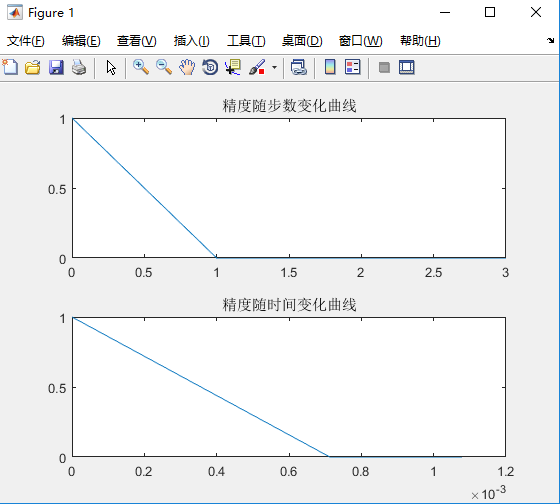 Figure 1
文件(F) 编辑(E) 查看(V) 插入(I) 工具(T) 桌面(D) 窗口(W) 帮助(H)
精度随步数变化曲线
1
0.5
0
0 0.5 1 1.5 2 2.5 3
精度随时间变化曲线
1
0.5
0
0 0.2 0.4 0.6 0.8 1 1.2
×10⁻³